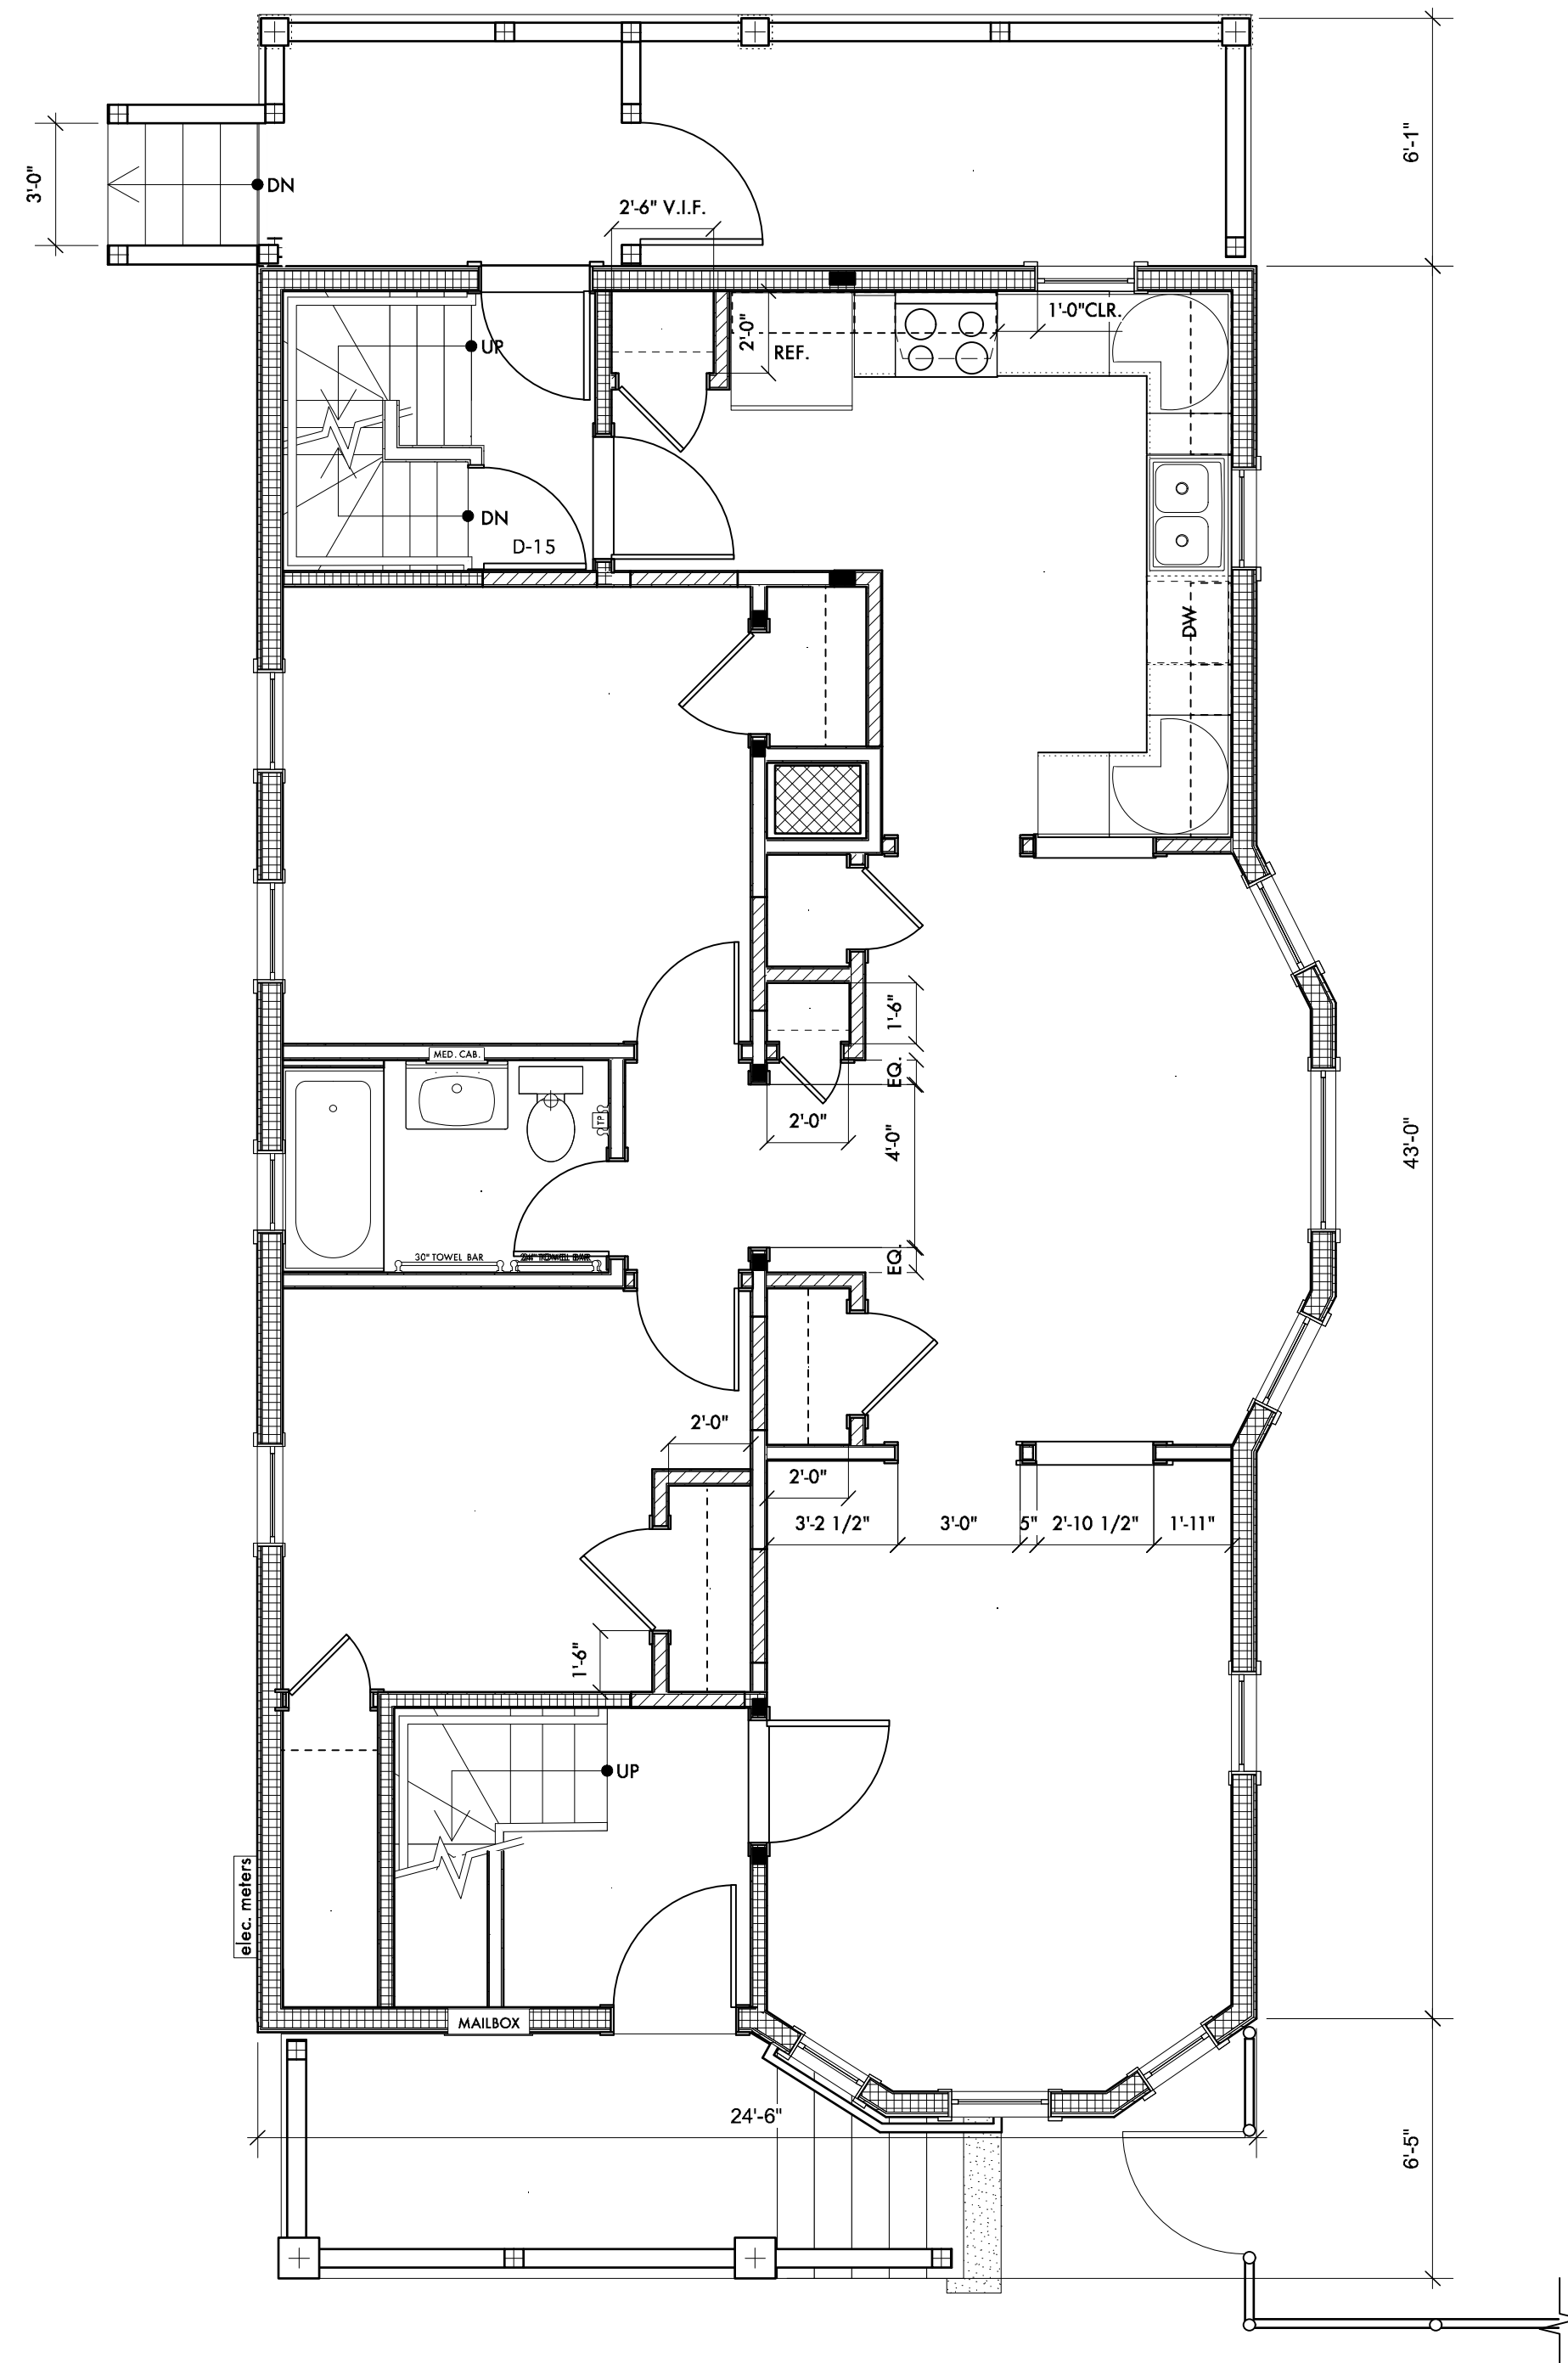 6'-1"
3'-0"
DN
2'-6" V.I.F.
1'-0"CLR.
2'-0"
REF.
UP
DN
D-15
DW
1'-6"
MED. CAB.
EQ.
TP
2'-0"
4'-0"
43'-0"
30" TOWEL BAR
TOWEL BAR
EQ.
2'-0"
2'-0"
3'-2 1/2"
3'-0"
5"
2'-10 1/2"
1'-11"
1'-6"
UP
elec. meters
MAILBOX
24'-6"
6'-5"